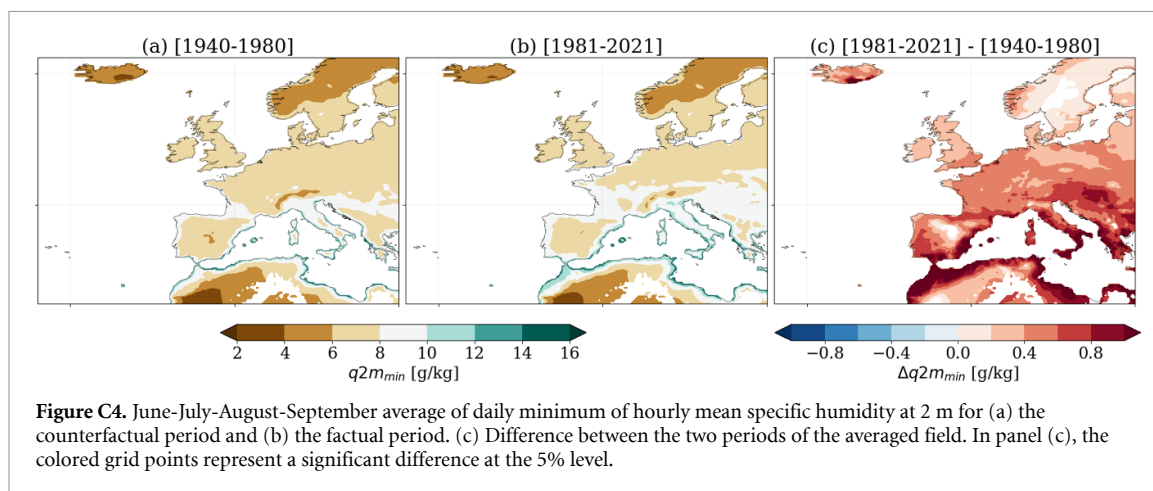 (a) [1940-1980]
(b) [1981-2021]
(c) [1981-2021] - [1940-1980]
2 4 6 8 10 12 14 16
q2m_min [g/kg]
−0.8 −0.4 0.0 0.4 0.8
Δq2m_min [g/kg]
Figure C4. June-July-August-September average of daily minimum of hourly mean specific humidity at 2 m for (a) the
counterfactual period and (b) the factual period. (c) Difference between the two periods of the averaged field. In panel (c), the
colored grid points represent a significant difference at the 5% level.